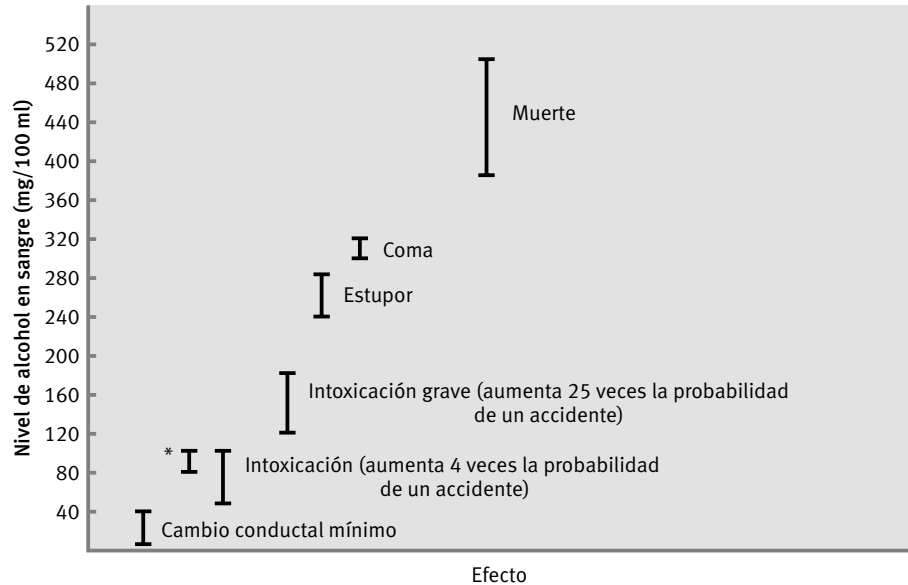 Nivel de alcohol en sangre (mg/100 ml)
520
480
440
400
360
320
280
240
200
160
120
80
40
Muerte
Coma
Estupor
Intoxicación grave (aumenta 25 veces la probabilidad
de un accidente)
*
Intoxicación (aumenta 4 veces la probabilidad
de un accidente)
Cambio conductal mínimo
Efecto